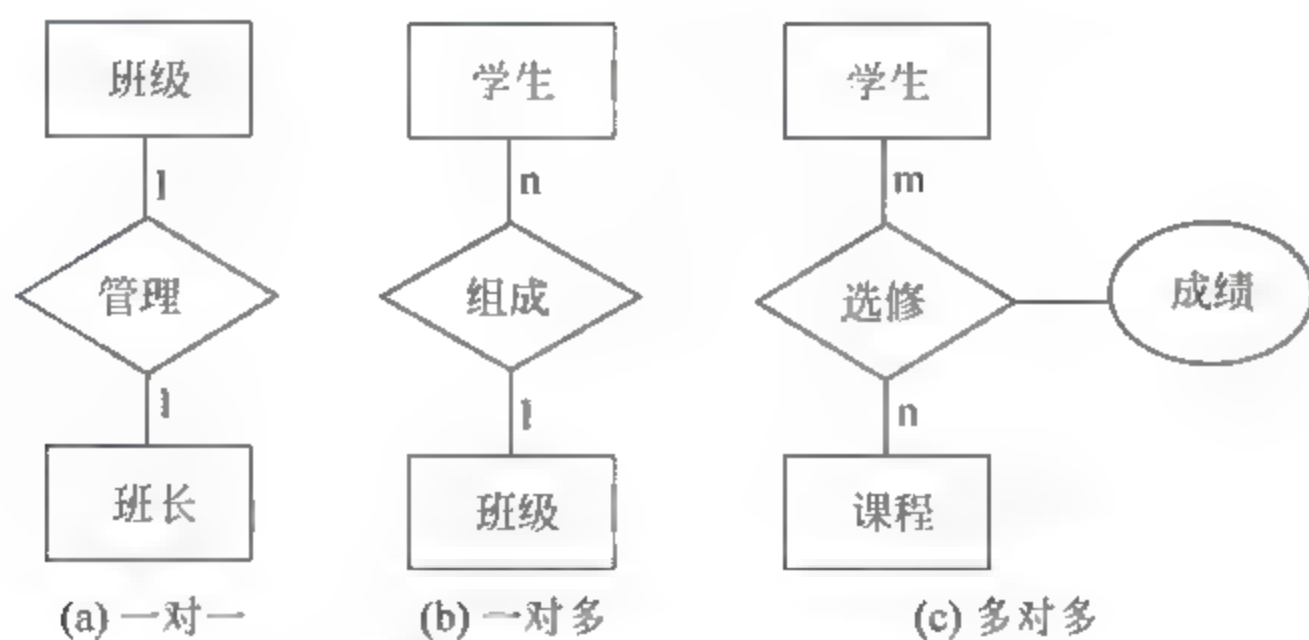 班级 学生 学生
1 n m
管理 组成 选修 成绩
1 1 n
班长 班级 课程
(a) 一对一 (b) 一对多 (c) 多对多